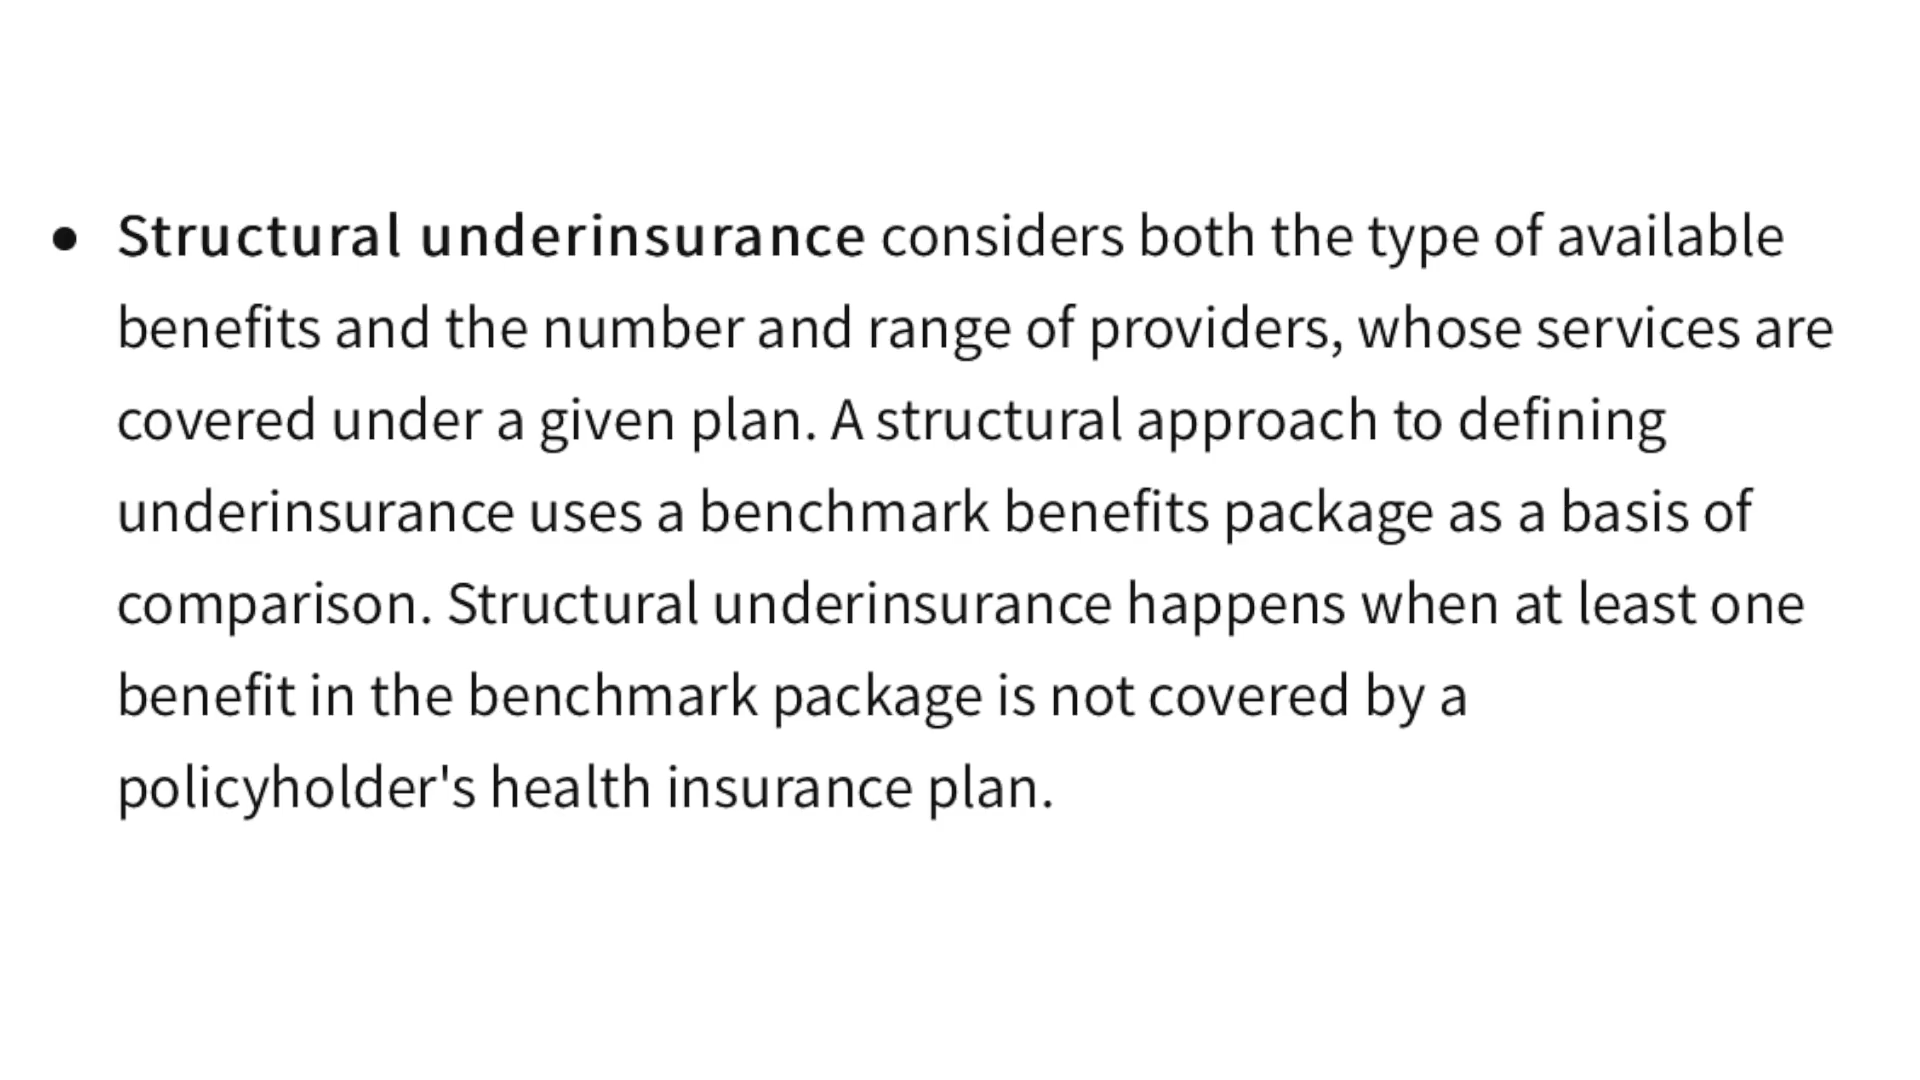 • Structural underinsurance considers both the type of available
benefits and the number and range of providers, whose services are
covered under a given plan. A structural approach to defining
underinsurance uses a benchmark benefits package as a basis of
comparison. Structural underinsurance happens when at least one
benefit in the benchmark package is not covered by a
policyholder's health insurance plan.